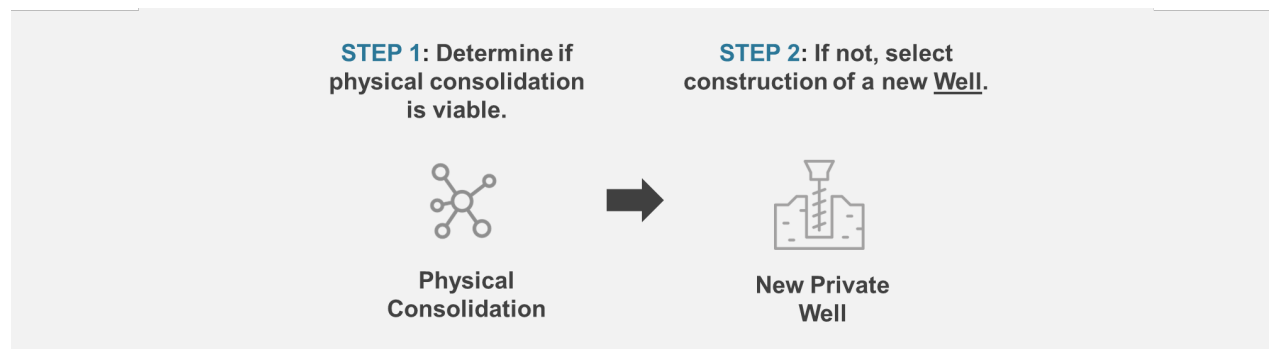 STEP 1: Determine if
physical consolidation
is viable.
STEP 2: If not, select
construction of a new Well.
Physical
Consolidation
New Private
Well